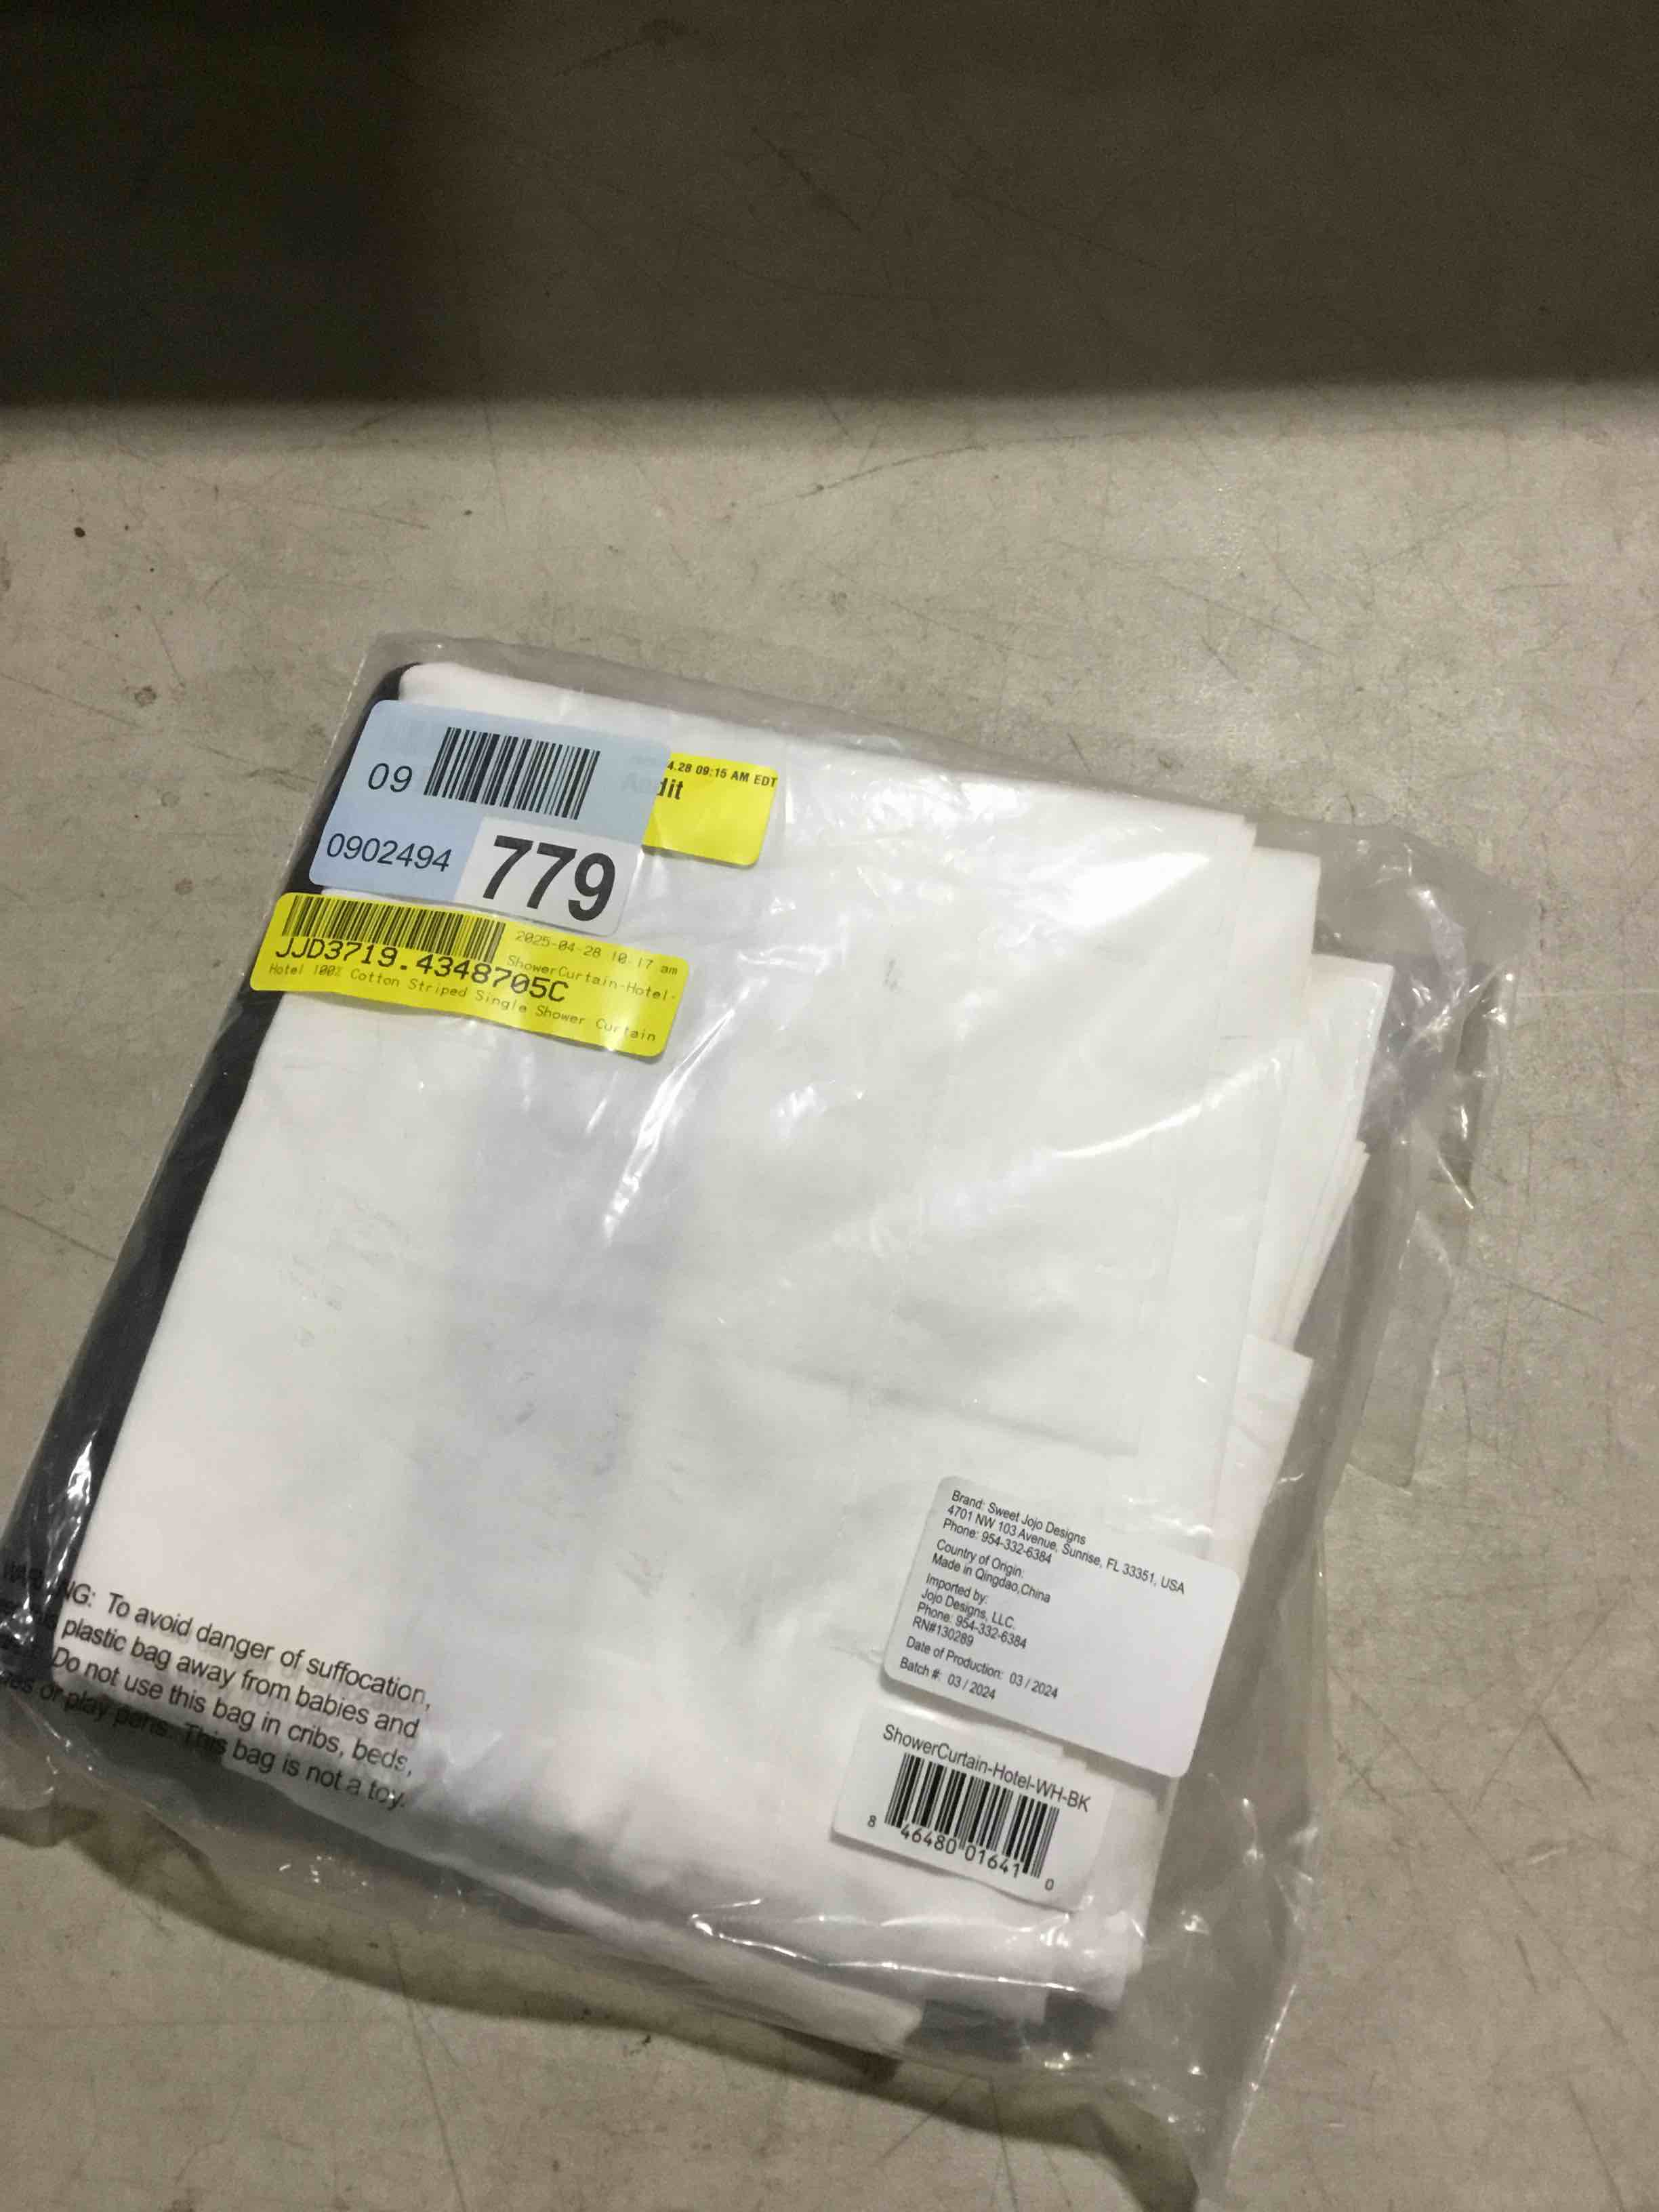 09
4.28 09:15 AM EDT
dit
0902494
779
2025-04-28 10:17 am
JJD3719.4348705C
ShowerCurtain-Hotel-
Hotel 100% Cotton Striped Single Shower Curtain
Brand: Sweet Jojo Designs
4701 NW 103 Avenue, Sunrise, FL 33351, USA
Phone: 954-332-6384
Country of Origin:
Made in Qingdao,China
Imported by:
Jojo Designs, LLC.
Phone: 954-332-6384
RN#130289
Date of Production: 03 / 2024
Batch #: 03 / 2024
WARNING: To avoid danger of suffocation,
plastic bag away from babies and
Do not use this bag in cribs, beds,
or play pens. This bag is not a toy.
ShowerCurtain-Hotel-WH-BK
8 46480 01641 0